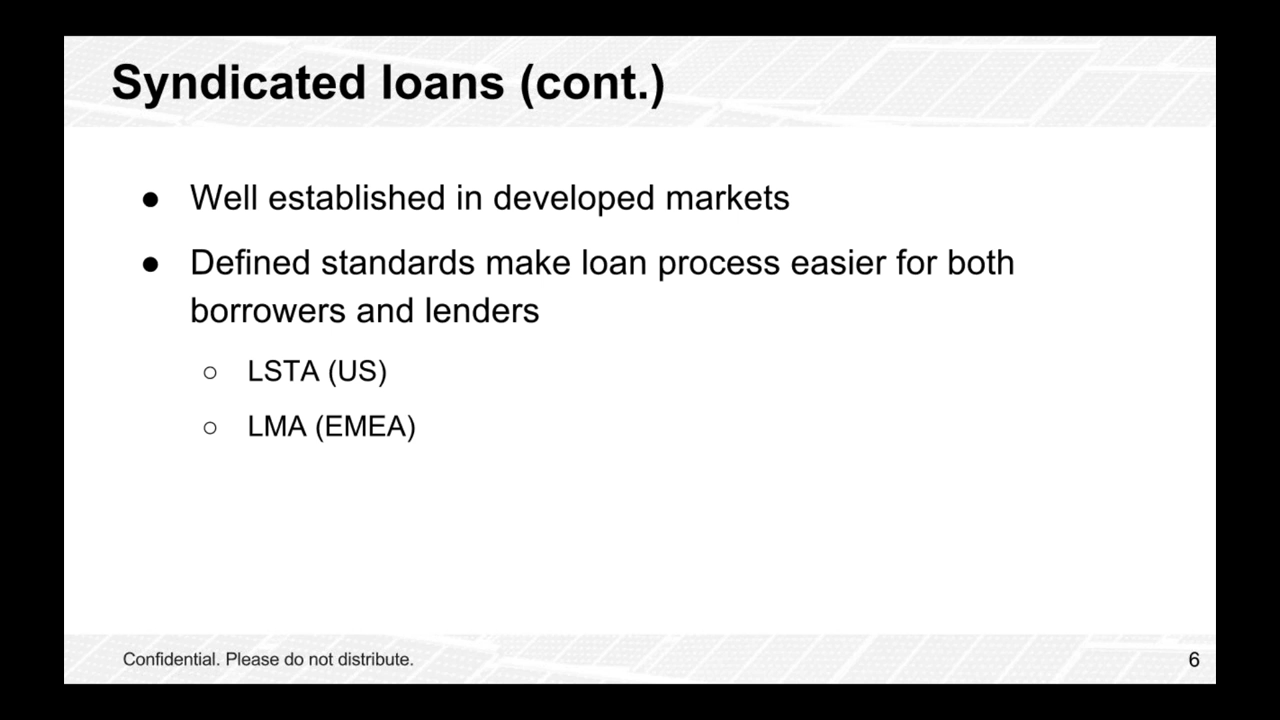 Syndicated loans (cont.)
● Well established in developed markets
● Defined standards make loan process easier for both
borrowers and lenders
○ LSTA (US)
○ LMA (EMEA)
Confidential. Please do not distribute.
6